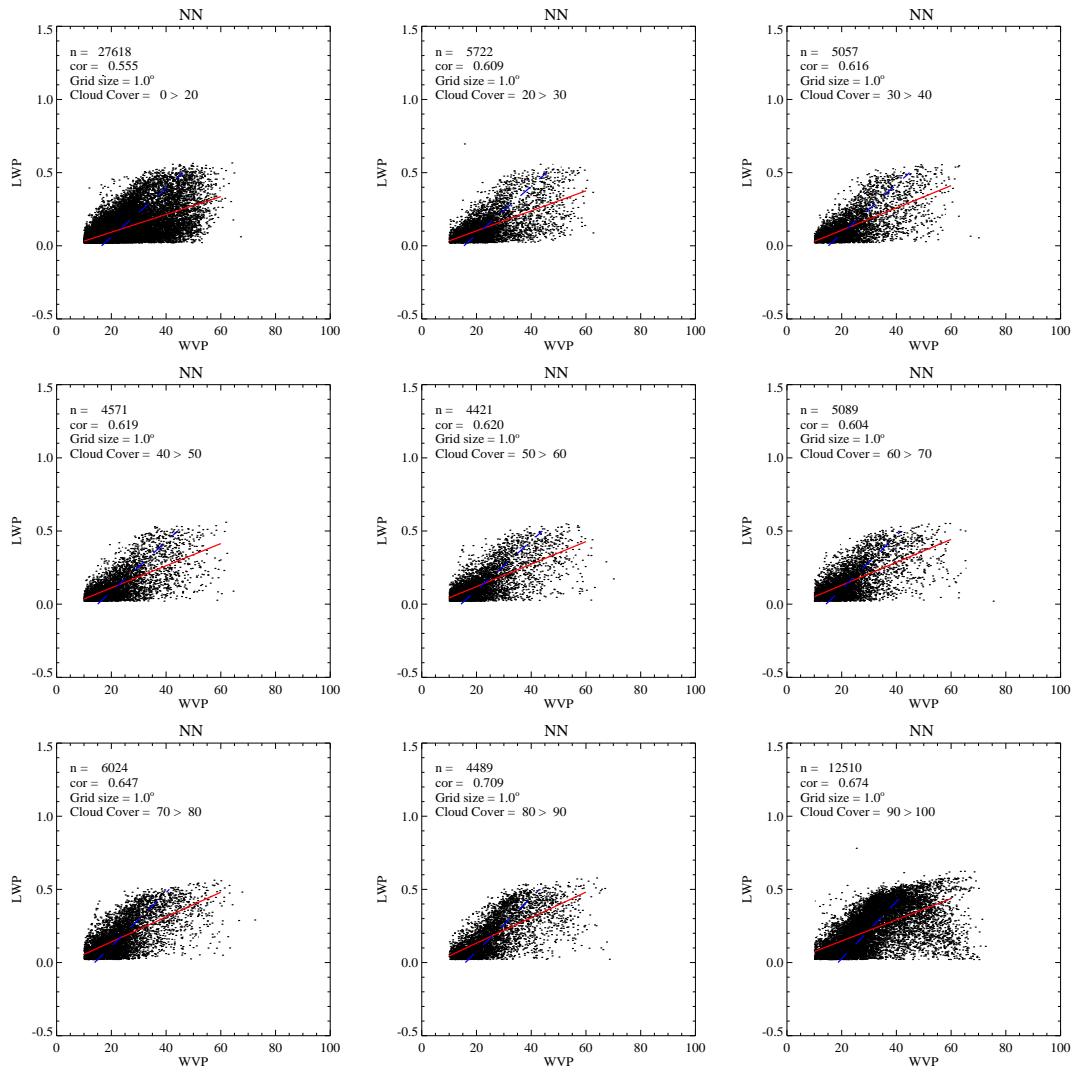 NN
1.5
1.0
0.5
0.0
-0.5
LWP
n = 27618
cor = 0.555
Grid size = 1.0o
Cloud Cover = 0 > 20
0 20 40 60 80 100
WVP
NN
1.5
1.0
0.5
0.0
-0.5
LWP
n = 5722
cor = 0.609
Grid size = 1.0o
Cloud Cover = 20 > 30
0 20 40 60 80 100
WVP
NN
1.5
1.0
0.5
0.0
-0.5
LWP
n = 5057
cor = 0.616
Grid size = 1.0o
Cloud Cover = 30 > 40
0 20 40 60 80 100
WVP
NN
1.5
1.0
0.5
0.0
-0.5
LWP
n = 4571
cor = 0.619
Grid size = 1.0o
Cloud Cover = 40 > 50
0 20 40 60 80 100
WVP
NN
1.5
1.0
0.5
0.0
-0.5
LWP
n = 4421
cor = 0.620
Grid size = 1.0o
Cloud Cover = 50 > 60
0 20 40 60 80 100
WVP
NN
1.5
1.0
0.5
0.0
-0.5
LWP
n = 5089
cor = 0.604
Grid size = 1.0o
Cloud Cover = 60 > 70
0 20 40 60 80 100
WVP
NN
1.5
1.0
0.5
0.0
-0.5
LWP
n = 6024
cor = 0.647
Grid size = 1.0o
Cloud Cover = 70 > 80
0 20 40 60 80 100
WVP
NN
1.5
1.0
0.5
0.0
-0.5
LWP
n = 4489
cor = 0.709
Grid size = 1.0o
Cloud Cover = 80 > 90
0 20 40 60 80 100
WVP
NN
1.5
1.0
0.5
0.0
-0.5
LWP
n = 12510
cor = 0.674
Grid size = 1.0o
Cloud Cover = 90 > 100
0 20 40 60 80 100
WVP